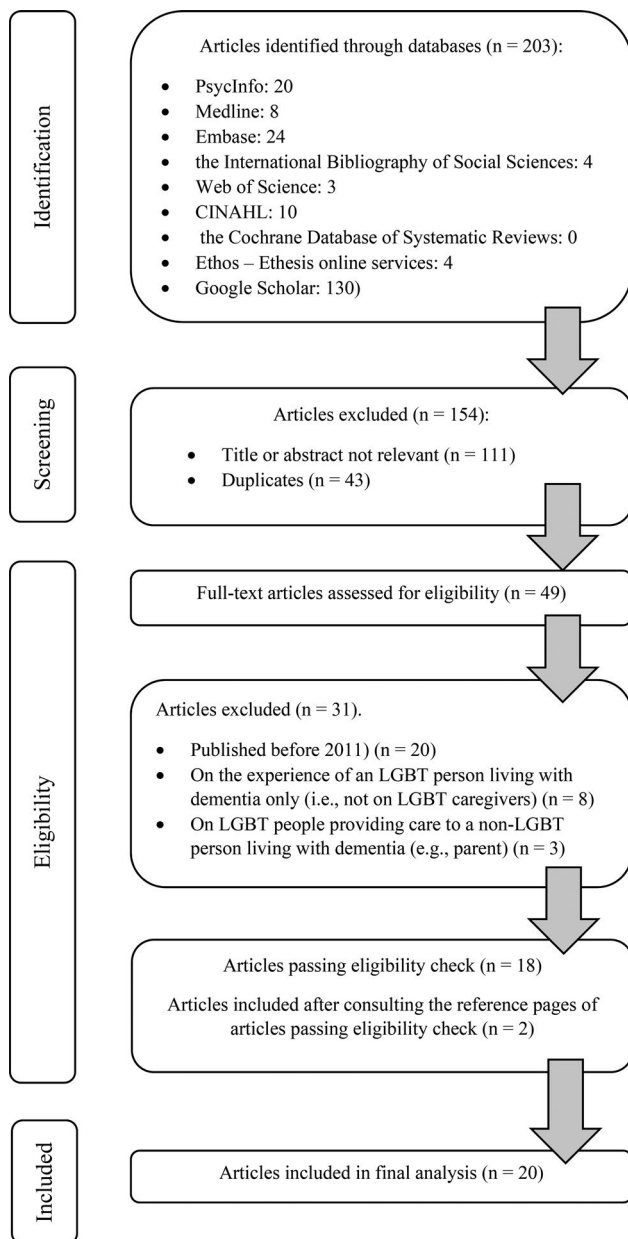 Identification
Articles identified through databases (n = 203):
• PsycInfo: 20
• Medline: 8
• Embase: 24
• the International Bibliography of Social Sciences: 4
• Web of Science: 3
• CINAHL: 10
• the Cochrane Database of Systematic Reviews: 0
• Ethos – Ethesis online services: 4
• Google Scholar: 130)
Screening
Articles excluded (n = 154):
• Title or abstract not relevant (n = 111)
• Duplicates (n = 43)
Eligibility
Full-text articles assessed for eligibility (n = 49)
Articles excluded (n = 31).
• Published before 2011) (n = 20)
• On the experience of an LGBT person living with
dementia only (i.e., not on LGBT caregivers) (n = 8)
• On LGBT people providing care to a non-LGBT
person living with dementia (e.g., parent) (n = 3)
Articles passing eligibility check (n = 18)
Articles included after consulting the reference pages of
articles passing eligibility check (n = 2)
Included
Articles included in final analysis (n = 20)